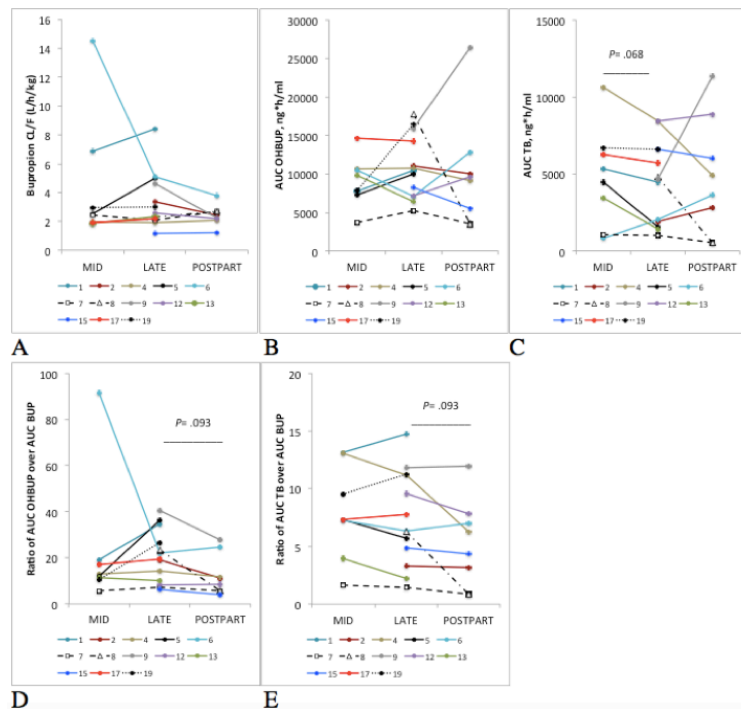 16
14
12
10
8
6
4
2
0
Bupropion CL/F (L/h/kg)
MID LATE POSTPART
1 2 4 5 6
7 8 9 12 13
15 17 19
A
30000
25000
20000
15000
10000
5000
0
AUC OHBUP, ng*h/ml
MID LATE POSTPART
1 2 4 5 6
7 8 9 12 13
15 17 19
B
15000
10000
5000
0
AUC TB, ng*h/ml
P= .068
MID LATE POSTPART
1 2 4 5 6
7 8 9 12 13
15 17 19
C
100
80
60
40
20
0
Ratio of AUC OHBUP over AUC BUP
P= .093
MID LATE POSTPART
1 2 4 5 6
7 8 9 12 13
15 17 19
D
20
15
10
5
0
Ratio of AUC TB over AUC BUP
P= .093
MID LATE POSTPART
1 2 4 5 6
7 8 9 12 13
15 17 19
E